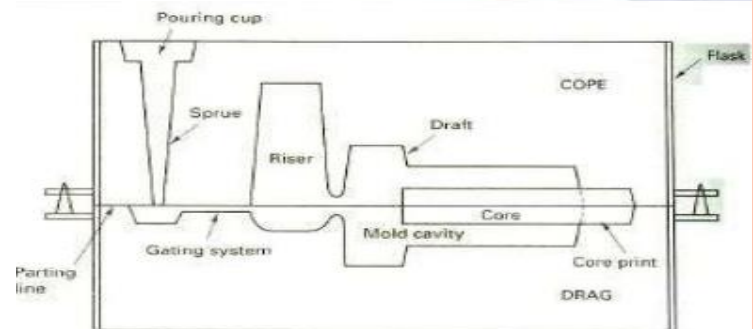 Pouring cup
Flask
COPE
Sprue
Draft
Riser
Core
Mold cavity
Gating system
Core print
Parting
line
DRAG